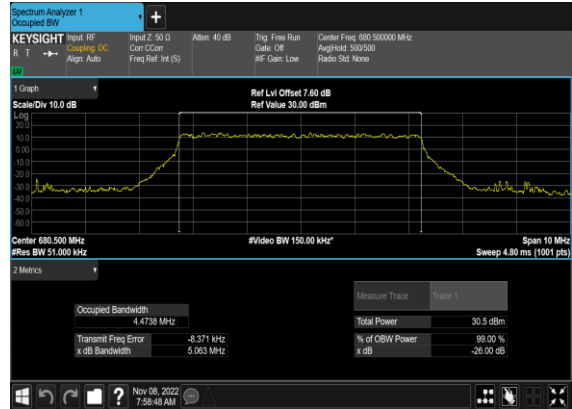 Spectrum Analyzer 1
Occupied BW
KEYSIGHT
R T
Input: RF
Coupling: DC
Align: Auto
Input Z: 50 Ω
Corr CCorr
Freq Ref: Int (S)
Atten: 40 dB
Trig: Free Run
Gate: Off
#IF Gain: Low
Center Freq: 680.500000 MHz
Avg|Hold: 500/500
Radio Std: None
1 Graph
Scale/Div 10.0 dB
Ref Lvl Offset 7.60 dB
Ref Value 30.00 dBm
Log
20.0
10.0
0.00
-10.0
-20.0
-30.0
-40.0
-50.0
-60.0
Center 680.500 MHz
#Res BW 51.000 kHz
#Video BW 150.00 kHz*
Span 10 MHz
Sweep 4.80 ms (1001 pts)
2 Metrics
Measure Trace
Trace 1
Occupied Bandwidth
4.4738 MHz
Total Power
30.5 dBm
Transmit Freq Error
-8.371 kHz
% of OBW Power
99.00 %
x dB Bandwidth
5.063 MHz
x dB
-26.00 dB
Nov 08, 2022
7:58:48 AM